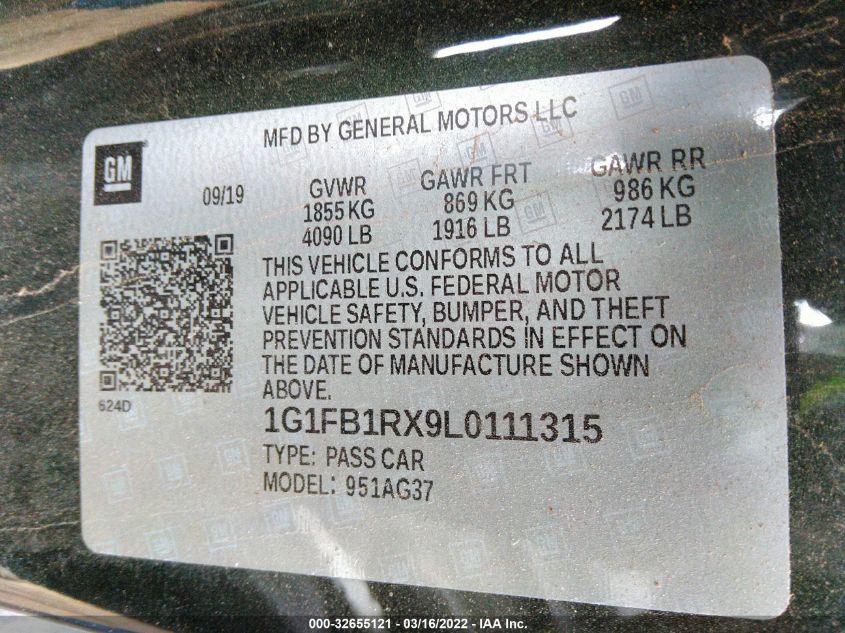 MFD BY GENERAL MOTORS LLC
GM
09/19
GVWR GAWR FRT GAWR RR
1855 KG 869 KG 986 KG
4090 LB 1916 LB 2174 LB
THIS VEHICLE CONFORMS TO ALL
APPLICABLE U.S. FEDERAL MOTOR
VEHICLE SAFETY, BUMPER, AND THEFT
PREVENTION STANDARDS IN EFFECT ON
THE DATE OF MANUFACTURE SHOWN
ABOVE.
624D
1G1FB1RX9L0111315
TYPE: PASS CAR
MODEL: 951AG37
000-32655121 - 03/16/2022 - IAA Inc.